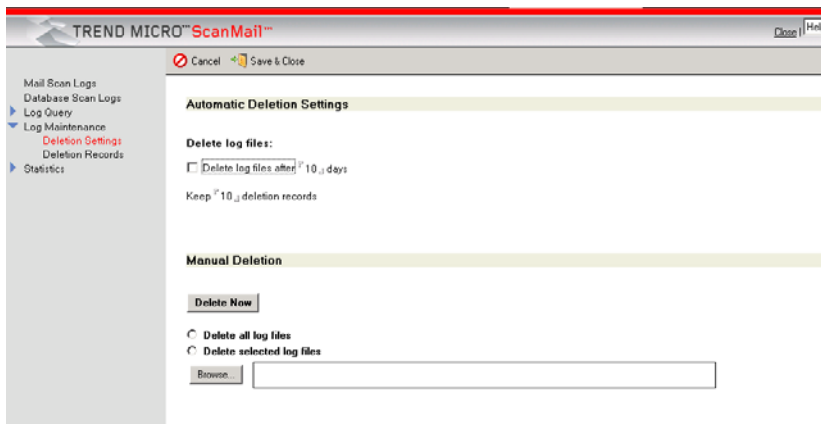 TREND MICRO™ ScanMail™
Close | Hel
Cancel Save & Close
Mail Scan Logs
Database Scan Logs
Log Query
Log Maintenance
Deletion Settings
Deletion Records
Statistics
Automatic Deletion Settings
Delete log files:
Delete log files after 10 days
Keep 10 deletion records
Manual Deletion
Delete Now
Delete all log files
Delete selected log files
Browse...